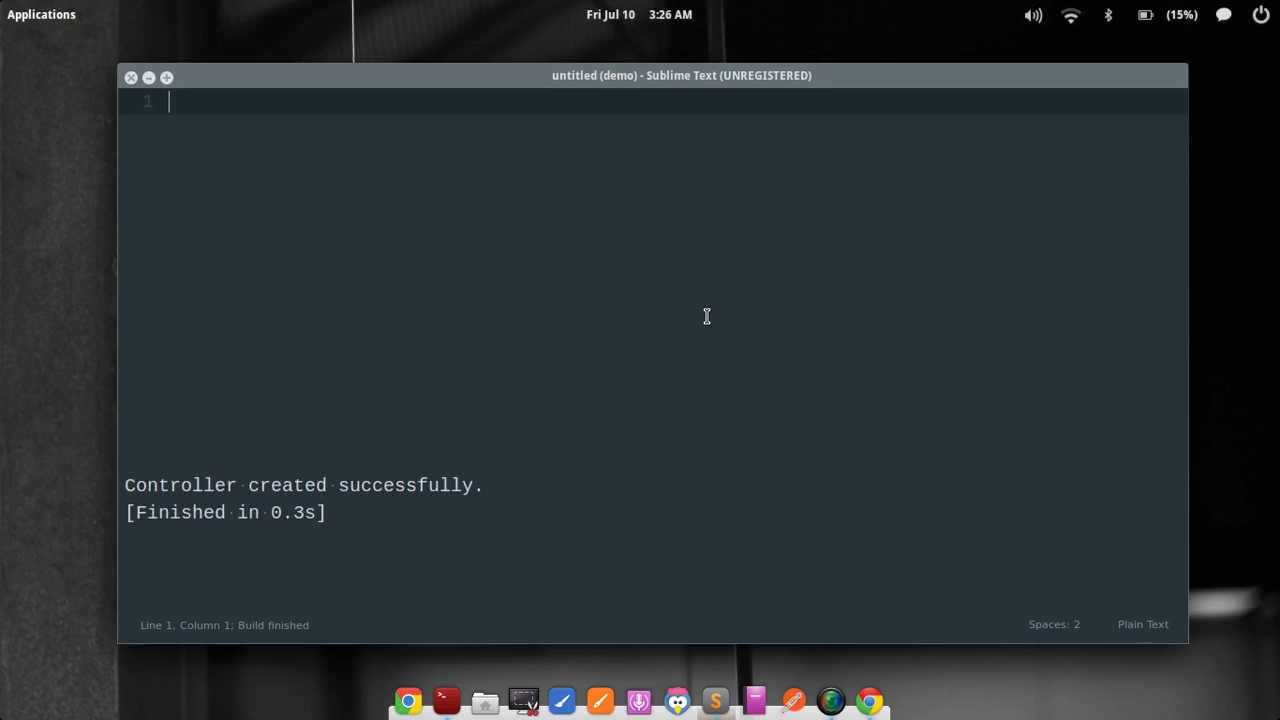 Applications
Fri Jul 10 3:26 AM
(15%)
untitled (demo) - Sublime Text (UNREGISTERED)
1
Controller created successfully.
[Finished in 0.3s]
Line 1, Column 1; Build finished
Spaces: 2
Plain Text